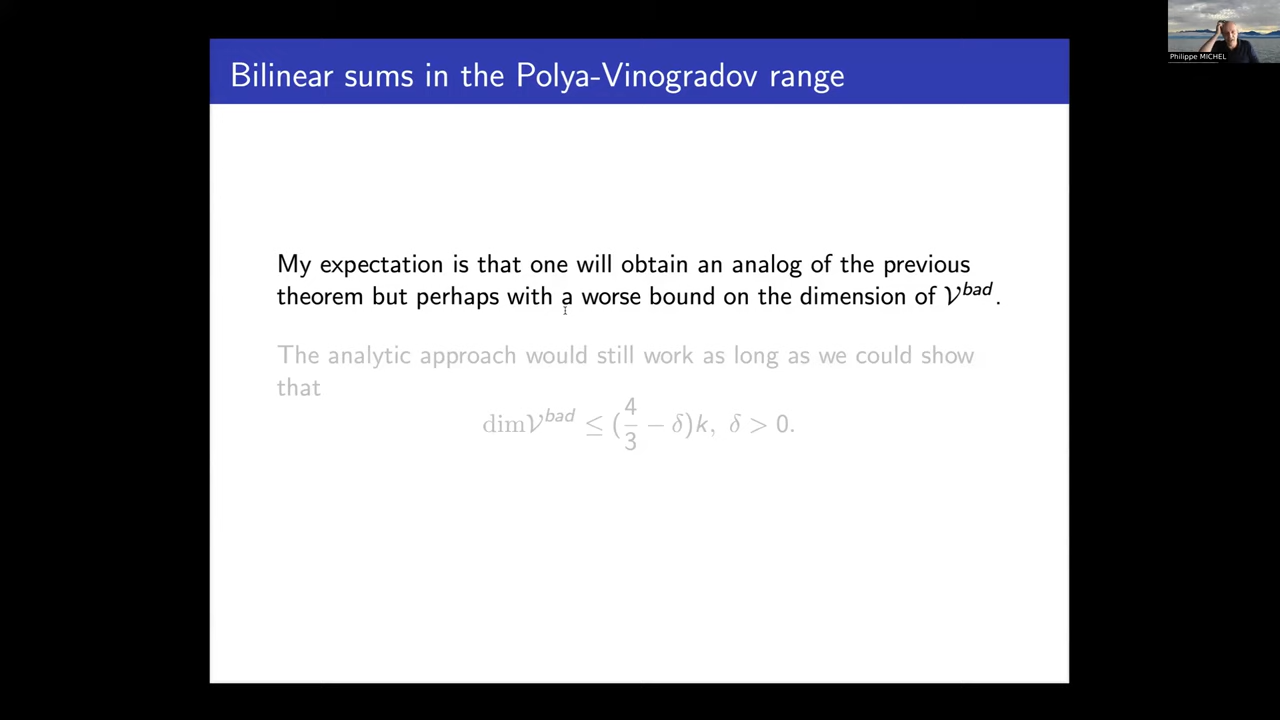 Bilinear sums in the Polya-Vinogradov range
Philippe MICHEL
My expectation is that one will obtain an analog of the previous
theorem but perhaps with a worse bound on the dimension of 𝒱^bad.
The analytic approach would still work as long as we could show
that
dim𝒱^bad ≤ (4/3 − δ)k, δ > 0.